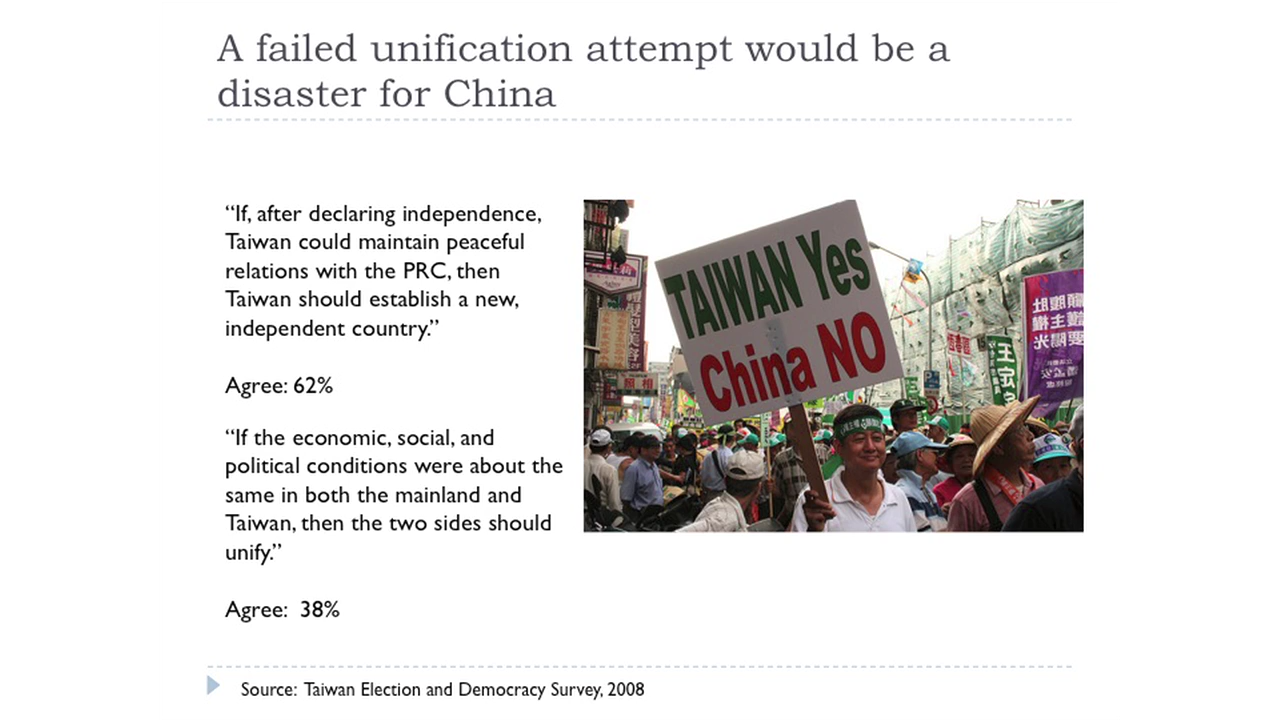 A failed unification attempt would be a
disaster for China
“If, after declaring independence,
Taiwan could maintain peaceful
relations with the PRC, then
Taiwan should establish a new,
independent country.”
Agree: 62%
“If the economic, social, and
political conditions were about the
same in both the mainland and
Taiwan, then the two sides should
unify.”
Agree:  38%
TAIWAN Yes
China NO
照相
Source:  Taiwan Election and Democracy Survey, 2008